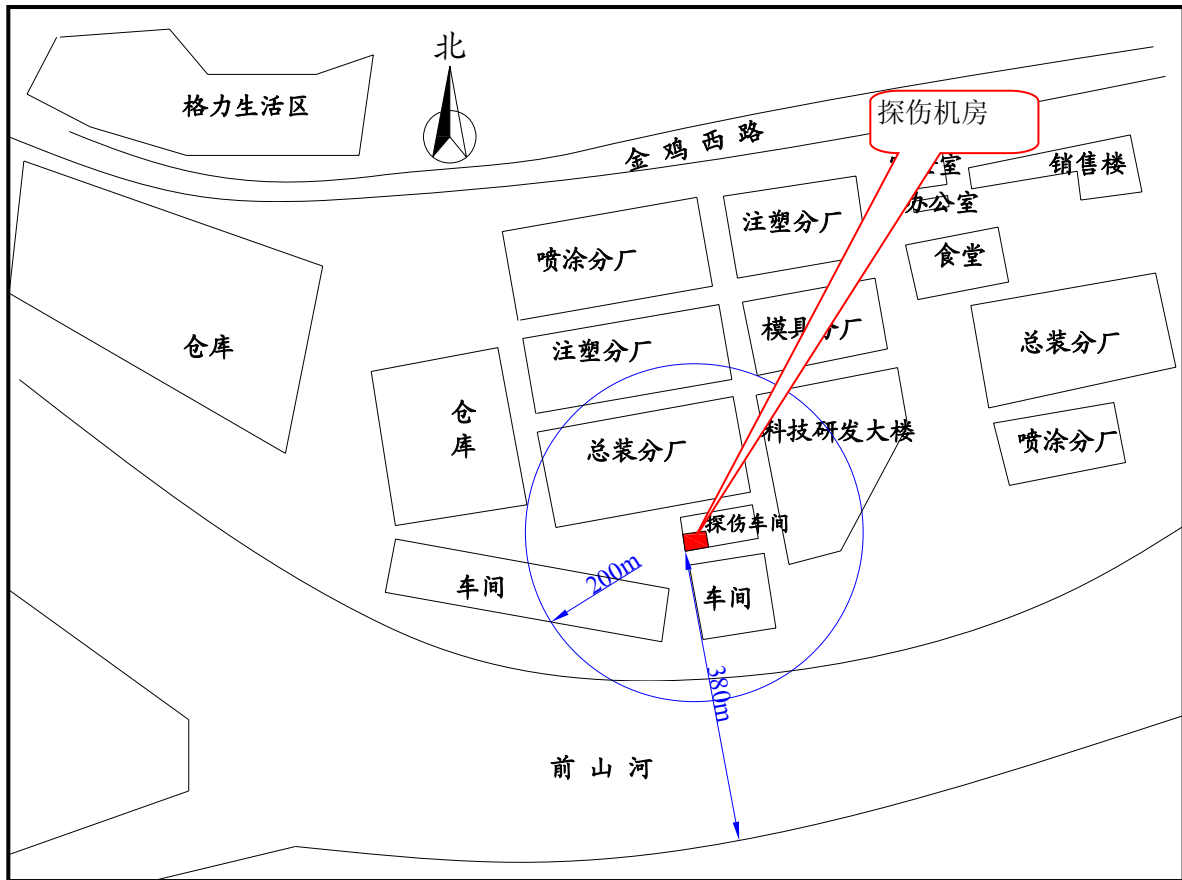 北
格力生活区
探伤机房
金鸡西路
室
销售楼
办公室
注塑分厂
喷涂分厂
食堂
模具分厂
总装分厂
仓库
注塑分厂
仓
库
总装分厂
科技研发大楼
喷涂分厂
探伤车间
200m
车间
车间
380m
前山河